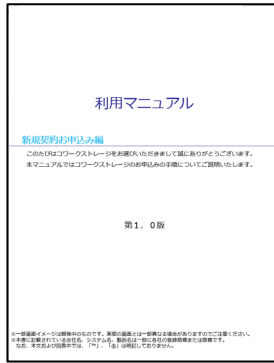 利用マニュアル
新規契約お申込み編
このたびはコワークストレージをお選びいただきまして誠にありがとうございます。
本マニュアルではコワークストレージのお申込みの手順についてご説明いたします。
第1.0版
※一部画面イメージは開発中のものです。実際の画面とは一部異なる場合がありますのでご注意ください。
※本書に記載されている会社名、システム名、製品名は一般に各社の登録商標または商標です。
なお、本文および図表中では、「™」、「®」は明記しておりません。